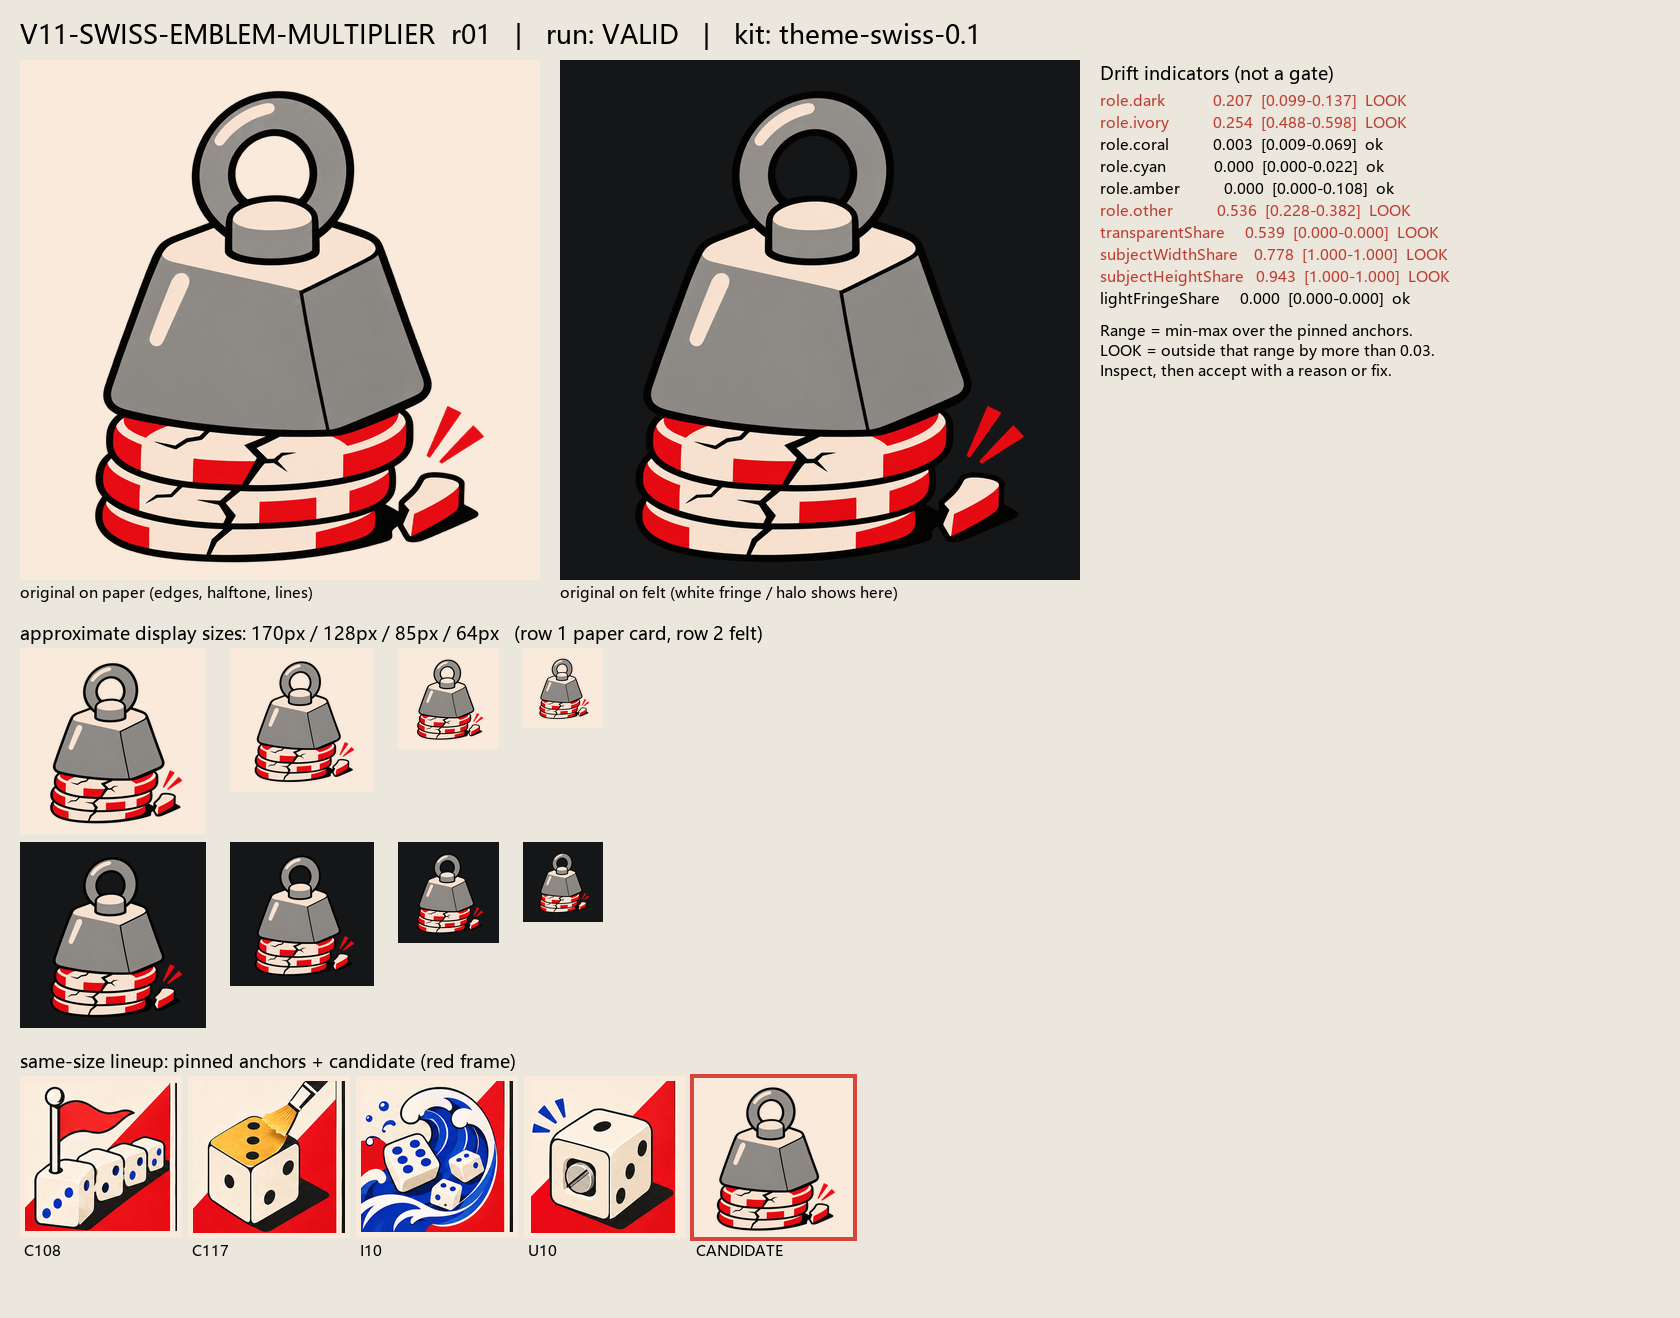 V11-SWISS-EMBLEM-MULTIPLIER r01 | run: VALID | kit: theme-swiss-0.1
Drift indicators (not a gate)
role.dark 0.207 [0.099-0.137] LOOK
role.ivory 0.254 [0.488-0.598] LOOK
role.coral 0.003 [0.009-0.069] ok
role.cyan 0.000 [0.000-0.022] ok
role.amber 0.000 [0.000-0.108] ok
role.other 0.536 [0.228-0.382] LOOK
transparentShare 0.539 [0.000-0.000] LOOK
subjectWidthShare 0.778 [1.000-1.000] LOOK
subjectHeightShare 0.943 [1.000-1.000] LOOK
lightFringeShare 0.000 [0.000-0.000] ok
Range = min-max over the pinned anchors.
LOOK = outside that range by more than 0.03.
Inspect, then accept with a reason or fix.
original on paper (edges, halftone, lines)
original on felt (white fringe / halo shows here)
approximate display sizes: 170px / 128px / 85px / 64px (row 1 paper card, row 2 felt)
same-size lineup: pinned anchors + candidate (red frame)
C108
C117
I10
U10
CANDIDATE